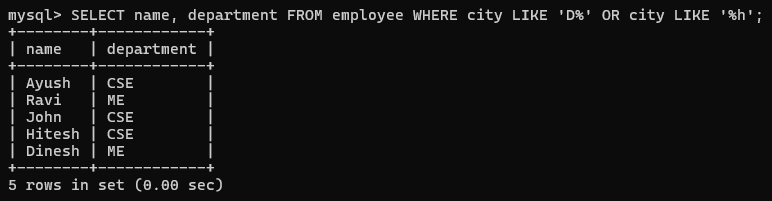 mysql> SELECT name, department FROM employee WHERE city LIKE 'D%' OR city LIKE '%h';
+--------+------------+
| name   | department |
+--------+------------+
| Ayush  | CSE        |
| Ravi   | ME         |
| John   | CSE        |
| Hitesh | CSE        |
| Dinesh | ME         |
+--------+------------+
5 rows in set (0.00 sec)